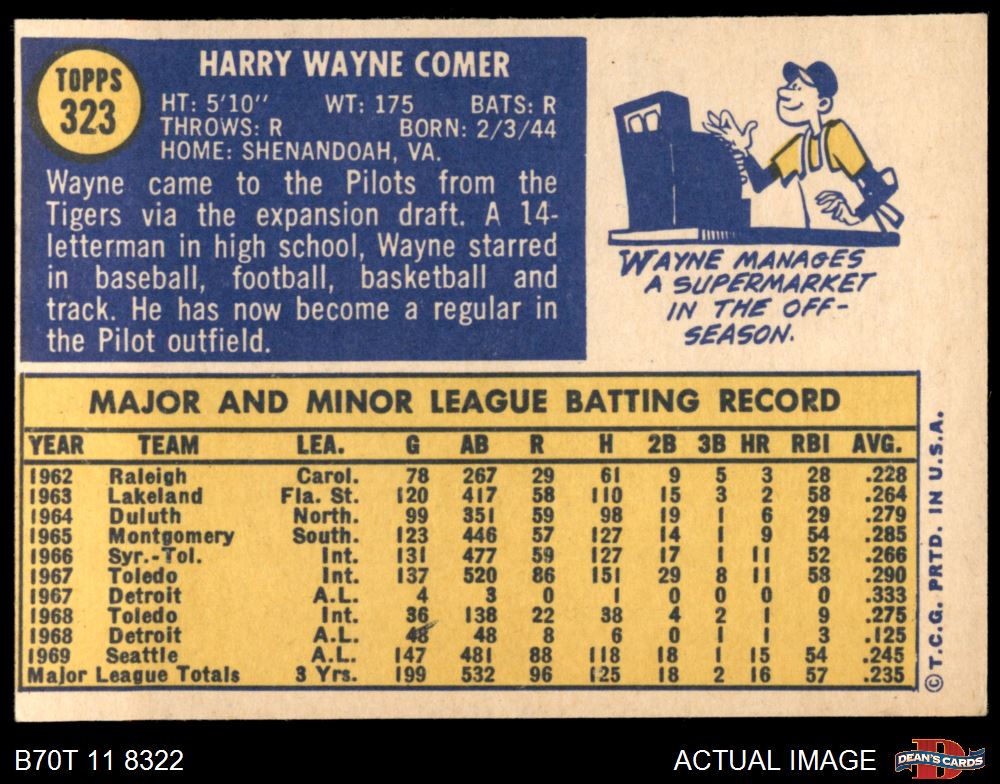 TOPPS
323
HARRY WAYNE COMER
HT: 5'10" WT: 175 BATS: R
THROWS: R BORN: 2/3/44
HOME: SHENANDOAH, VA.
Wayne came to the Pilots from the
Tigers via the expansion draft. A 14-
letterman in high school, Wayne starred
in baseball, football, basketball and
track. He has now become a regular in
the Pilot outfield.
WAYNE MANAGES
A SUPERMARKET
IN THE OFF-
SEASON.
MAJOR AND MINOR LEAGUE BATTING RECORD
YEAR TEAM LEA. G AB R H 2B 3B HR RBI AVG.
1962 Raleigh Carol. 78 267 29 61 9 5 3 28 .228
1963 Lakeland Fla. St. 120 417 58 110 15 3 2 58 .264
1964 Duluth North. 99 351 59 98 19 1 6 29 .279
1965 Montgomery South. 123 446 57 127 14 1 9 54 .285
1966 Syr.-Tol. Int. 131 477 59 127 17 1 11 52 .266
1967 Toledo Int. 137 520 86 151 29 8 11 58 .290
1967 Detroit A.L. 4 3 0 1 0 0 0 0 .333
1968 Toledo Int. 36 138 22 38 4 2 1 9 .275
1968 Detroit A.L. 48 48 8 6 0 1 1 3 .125
1969 Seattle A.L. 147 481 88 118 18 1 15 54 .245
Major League Totals 3 Yrs. 199 532 96 125 18 2 16 57 .235
©T.C.G. PRTD. IN U.S.A.
B70T 11 8322
ACTUAL IMAGE
D
DEAN'S CARDS